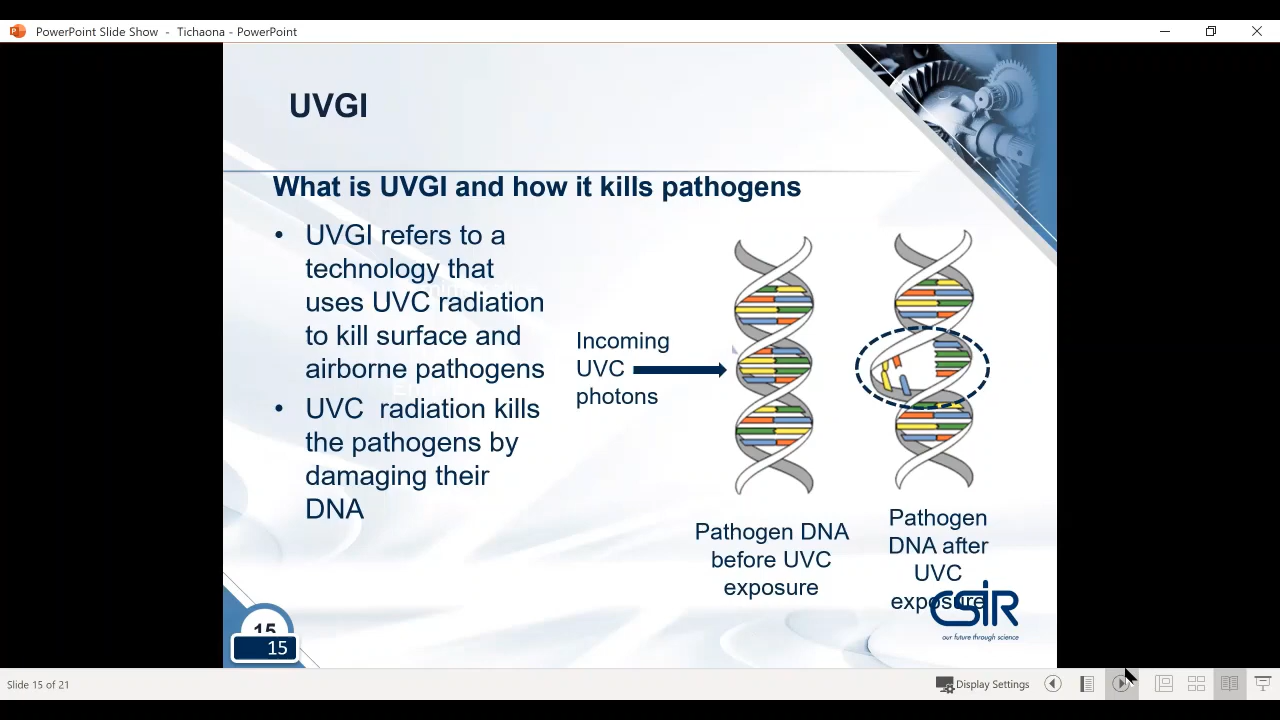 PowerPoint Slide Show - Tichaona - PowerPoint
UVGI
What is UVGI and how it kills pathogens
• UVGI refers to a
technology that
uses UVC radiation
to kill surface and
airborne pathogens
• UVC radiation kills
the pathogens by
damaging their
DNA
Incoming
UVC
photons
Pathogen DNA
before UVC
exposure
Pathogen
DNA after
UVC
exposure
CSIR
our future through science
15
15
Slide 15 of 21
Display Settings